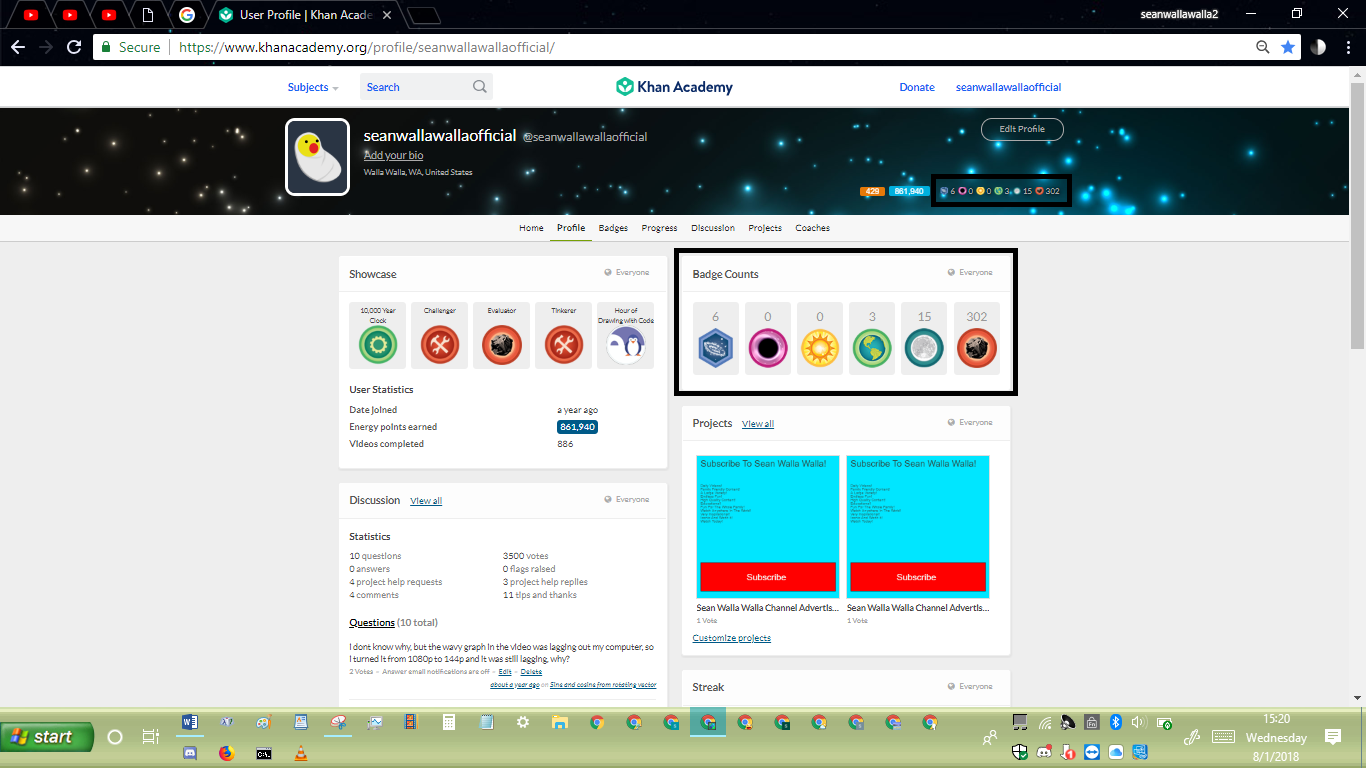 User Profile | Khan Acade
seanwallawalla2
Secure
https://www.khanacademy.org/profile/seanwallawallaofficial/
Subjects
Search
Khan Academy
Donate
seanwallawallaofficial
seanwallawallaofficial @seanwallawallaofficial
Add your bio
Walla Walla, WA, United States
Edit Profile
429 861,940 6 0 0 3 15 302
Home Profile Badges Progress Discussion Projects Coaches
Showcase
Everyone
10,000 Year
Clock
Challenger
Evaluator
Tinkerer
Hour of
Drawing with Code
User Statistics
Date Joined a year ago
Energy points earned 861,940
Videos completed 886
Badge Counts
Everyone
6 0 0 3 15 302
Projects View all
Everyone
Subscribe To Sean Walla Walla!
Subscribe
Sean Walla Walla Channel Advertis...
1 Vote
Subscribe To Sean Walla Walla!
Subscribe
Sean Walla Walla Channel Advertis...
1 Vote
Customize projects
Discussion View all
Everyone
Statistics
10 questions 3500 votes
0 answers 0 flags raised
4 project help requests 3 project help replies
4 comments 11 tips and thanks
Questions (10 total)
I dont know why, but the wavy graph in the video was lagging out my computer, so
I turned it from 1080p to 144p and it was still lagging, why?
2 Votes – Answer email notifications are off – Edit – Delete
about a year ago on Sine and cosine from rotating vector
Streak
Everyone
start
15:20
Wednesday
8/1/2018